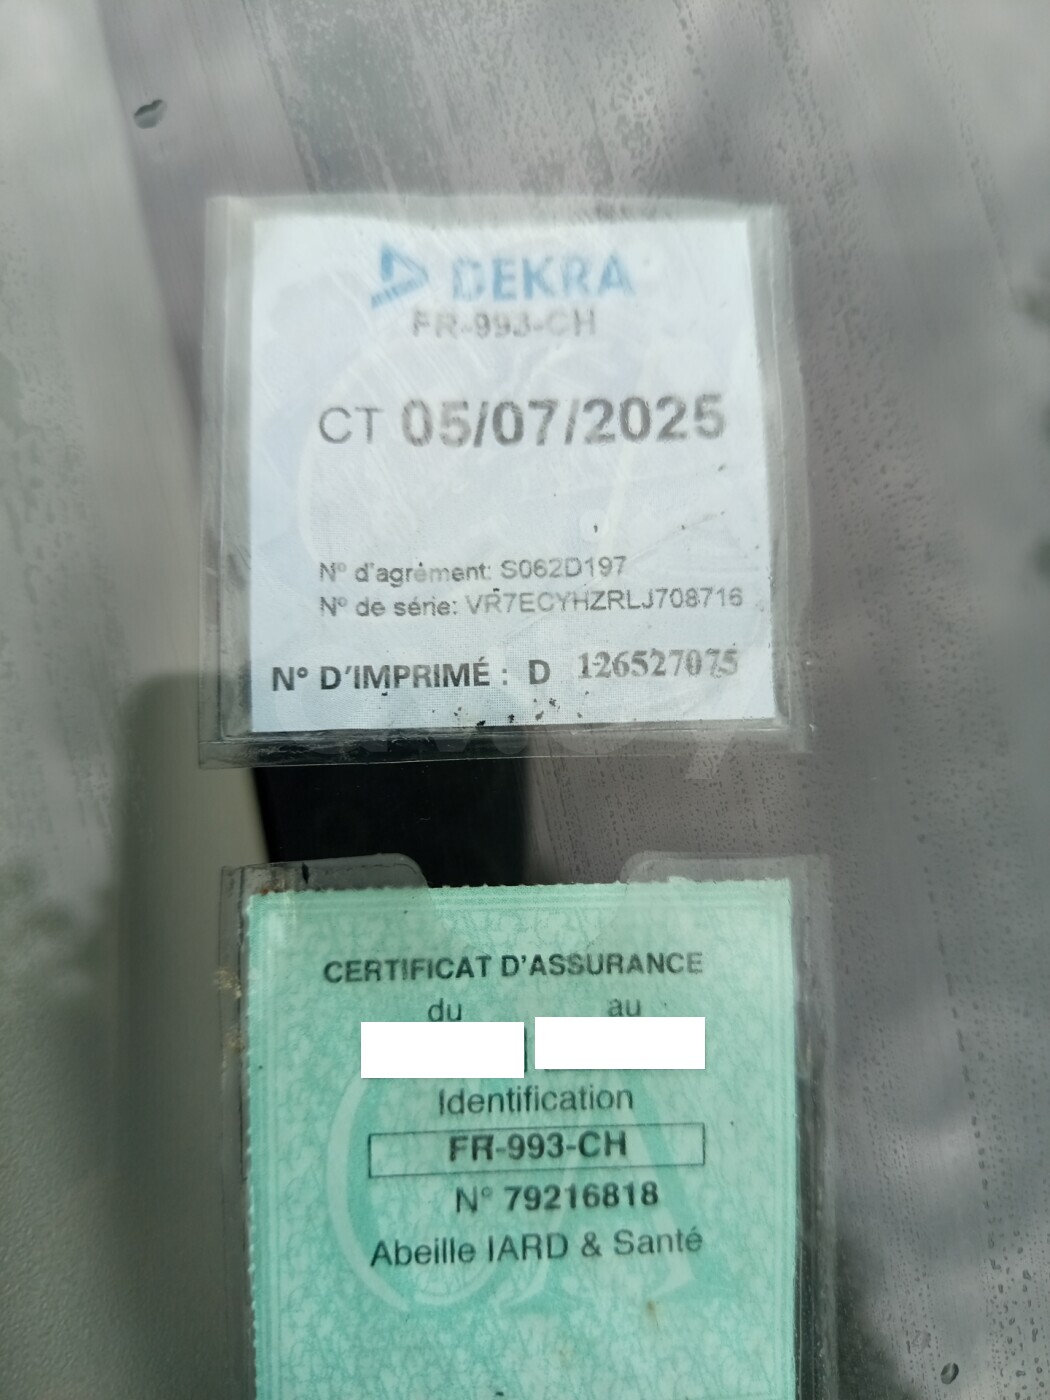 DEKRA
FR-993-CH
CT 05/07/2025
N° d'agrément: S062D197
N° de série: VR7ECYHZRLJ708716
N° D'IMPRIMÉ : D 126527075
CERTIFICAT D'ASSURANCE
du au
Identification
FR-993-CH
N° 79216818
Abeille IARD & Santé